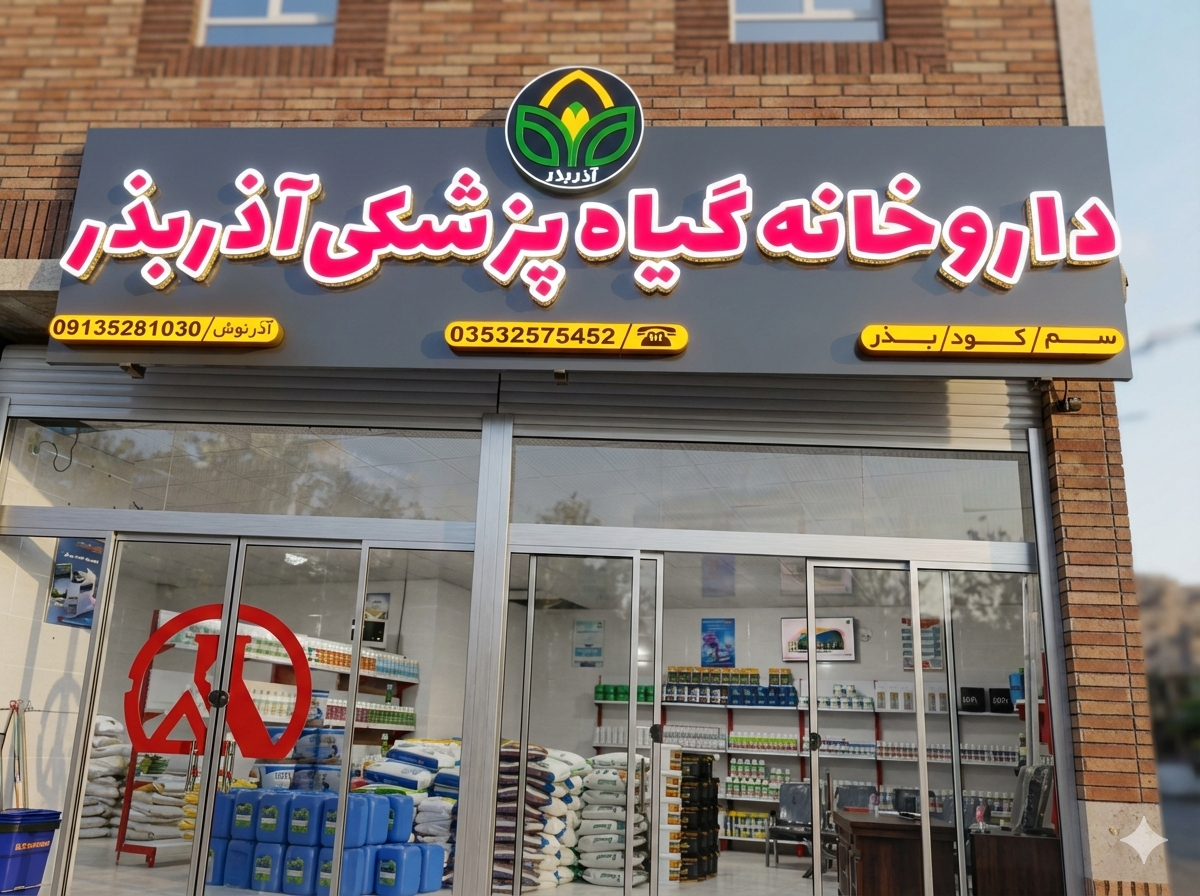 آذربذر
داروخانه گیاه پزشکی آذربذر
سم/کود/بذر
03532575452/
آذرنوش/09135281030